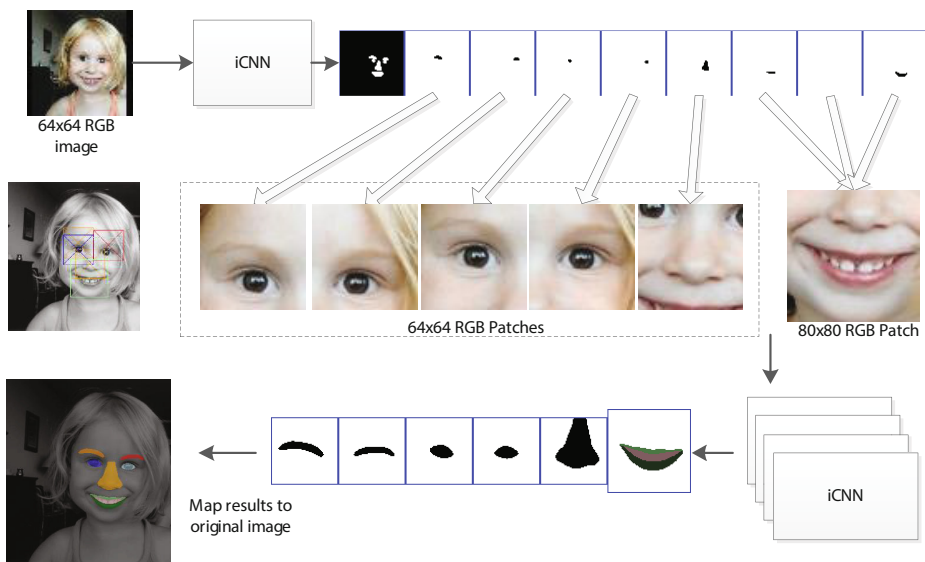 iCNN
64x64 RGB
image
64x64 RGB Patches
80x80 RGB Patch
iCNN
Map results to
original image